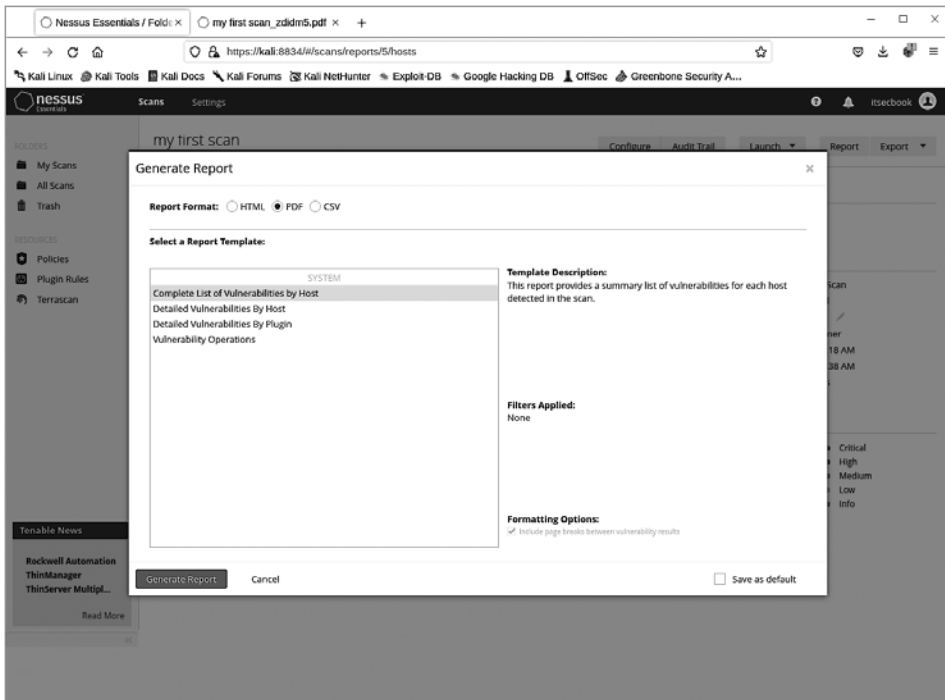 Nessus Essentials / Folde ×
my first scan_zdidm5.pdf ×
https://kali:8834/#/scans/reports/5/hosts
Kali Linux Kali Tools Kali Docs Kali Forums Kali NetHunter Exploit-DB Google Hacking DB OffSec Greenbone Security A...
nessus
Essentials
Scans Settings itsecbook
FOLDERS
My Scans
All Scans
Trash
RESOURCES
Policies
Plugin Rules
Terrascan
Tenable News
Rockwell Automation
ThinManager
ThinServer Multipl...
Read More
my first scan
Configure Audit Trail Launch Report Export
Generate Report
Report Format: HTML PDF CSV
Select a Report Template:
SYSTEM
Complete List of Vulnerabilities by Host
Detailed Vulnerabilities By Host
Detailed Vulnerabilities By Plugin
Vulnerability Operations
Template Description:
This report provides a summary list of vulnerabilities for each host
detected in the scan.
Filters Applied:
None
Formatting Options:
Include page breaks between vulnerability results
Generate Report Cancel Save as default
Scan
ner
18 AM
38 AM
Critical
High
Medium
Low
Info